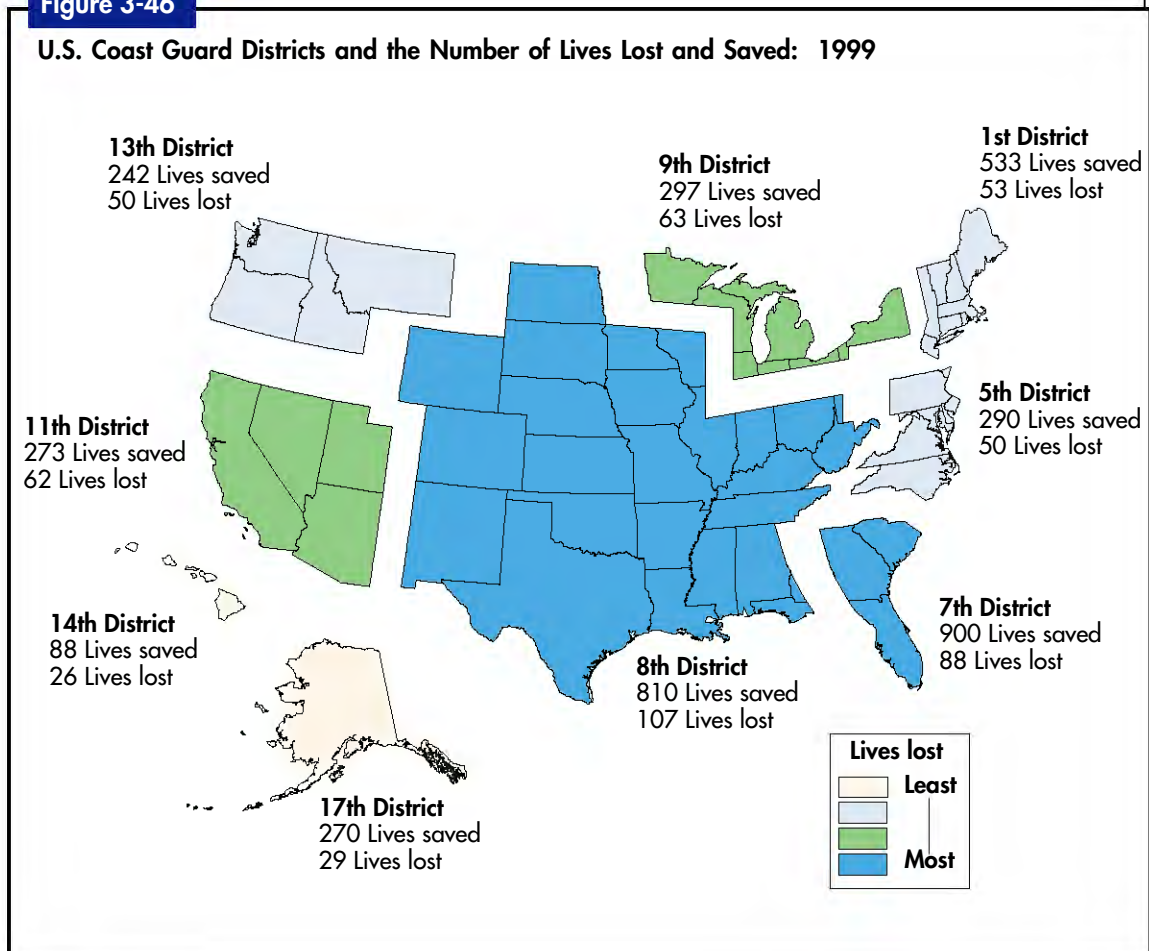 Figure 3-46
U.S. Coast Guard Districts and the Number of Lives Lost and Saved: 1999
13th District
242 Lives saved
50 Lives lost
9th District
297 Lives saved
63 Lives lost
1st District
533 Lives saved
53 Lives lost
11th District
273 Lives saved
62 Lives lost
5th District
290 Lives saved
50 Lives lost
14th District
88 Lives saved
26 Lives lost
7th District
900 Lives saved
88 Lives lost
8th District
810 Lives saved
107 Lives lost
17th District
270 Lives saved
29 Lives lost
Lives lost
Least
Most